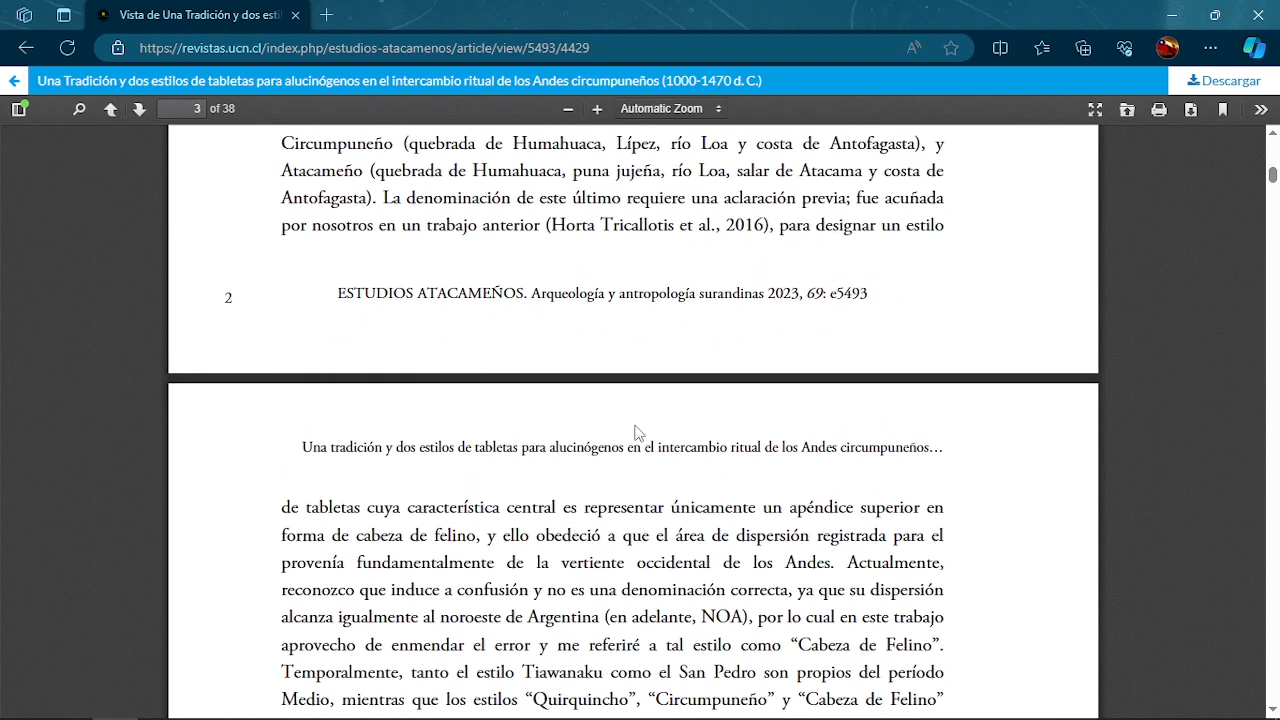 Vista de Una Tradición y dos esti
https://revistas.ucn.cl/index.php/estudios-atacamenos/article/view/5493/4429
Una Tradición y dos estilos de tabletas para alucinógenos en el intercambio ritual de los Andes circumpuneños (1000-1470 d. C.)
Descargar
3 of 38
Automatic Zoom
Circumpuneño (quebrada de Humahuaca, Lípez, río Loa y costa de Antofagasta), y
Atacameño (quebrada de Humahuaca, puna jujeña, río Loa, salar de Atacama y costa de
Antofagasta). La denominación de este último requiere una aclaración previa; fue acuñada
por nosotros en un trabajo anterior (Horta Tricallotis et al., 2016), para designar un estilo
2
ESTUDIOS ATACAMEÑOS. Arqueología y antropología surandinas 2023, 69: e5493
Una tradición y dos estilos de tabletas para alucinógenos en el intercambio ritual de los Andes circumpuneños…
de tabletas cuya característica central es representar únicamente un apéndice superior en
forma de cabeza de felino, y ello obedeció a que el área de dispersión registrada para el
provenía fundamentalmente de la vertiente occidental de los Andes. Actualmente,
reconozco que induce a confusión y no es una denominación correcta, ya que su dispersión
alcanza igualmente al noroeste de Argentina (en adelante, NOA), por lo cual en este trabajo
aprovecho de enmendar el error y me referiré a tal estilo como “Cabeza de Felino”.
Temporalmente, tanto el estilo Tiawanaku como el San Pedro son propios del período
Medio, mientras que los estilos “Quirquincho”, “Circumpuneño” y “Cabeza de Felino”